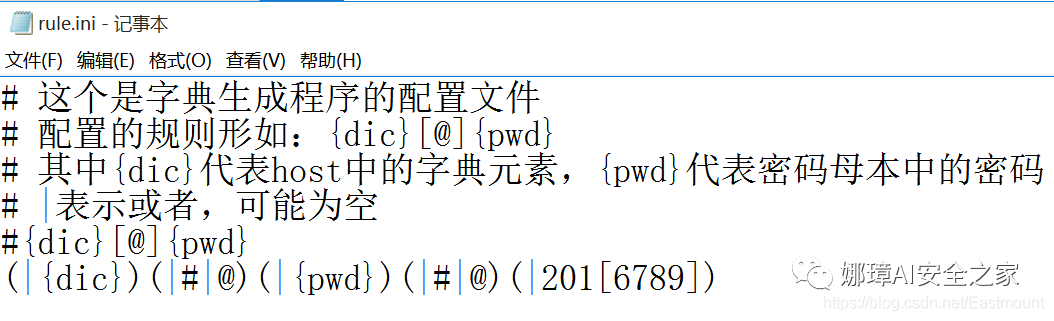 rule.ini - 记事本
文件(F) 编辑(E) 格式(O) 查看(V) 帮助(H)
# 这个是字典生成程序的配置文件
# 配置的规则形如：{dic}[@]{pwd}
# 其中{dic}代表host中的字典元素，{pwd}代表密码母本中的密码
# |表示或者，可能为空
#{dic}[@]{pwd}
(|{dic})(|#|@)(|{pwd})(|#|@)(|201[6789])
娜璋AI安全之家
https://blog.csdn.net/Eastmount